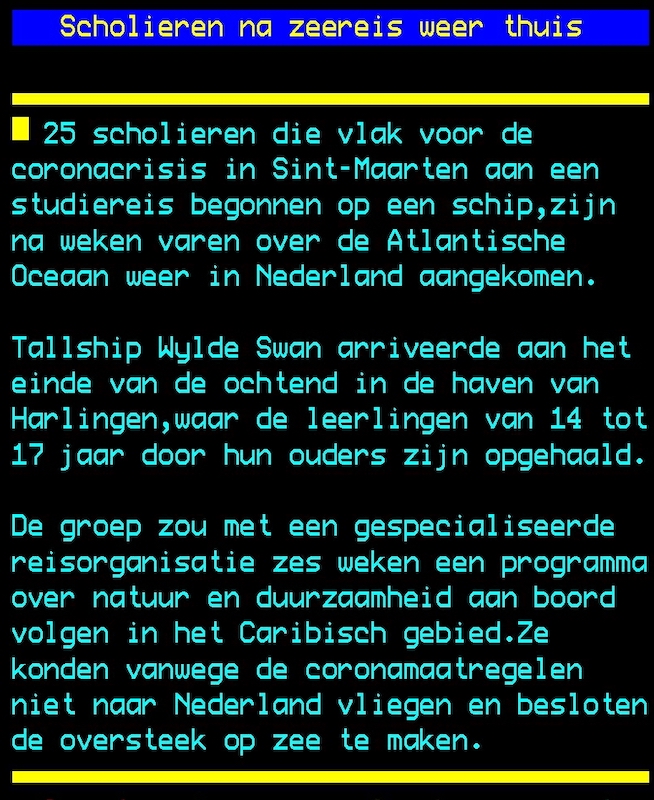 Scholieren na zeereis weer thuis
25 scholieren die vlak voor de
coronacrisis in Sint-Maarten aan een
studiereis begonnen op een schip,zijn
na weken varen over de Atlantische
Oceaan weer in Nederland aangekomen.
Tallship Wylde Swan arriveerde aan het
einde van de ochtend in de haven van
Harlingen,waar de leerlingen van 14 tot
17 jaar door hun ouders zijn opgehaald.
De groep zou met een gespecialiseerde
reisorganisatie zes weken een programma
over natuur en duurzaamheid aan boord
volgen in het Caribisch gebied.Ze
konden vanwege de coronamaatregelen
niet naar Nederland vliegen en besloten
de oversteek op zee te maken.